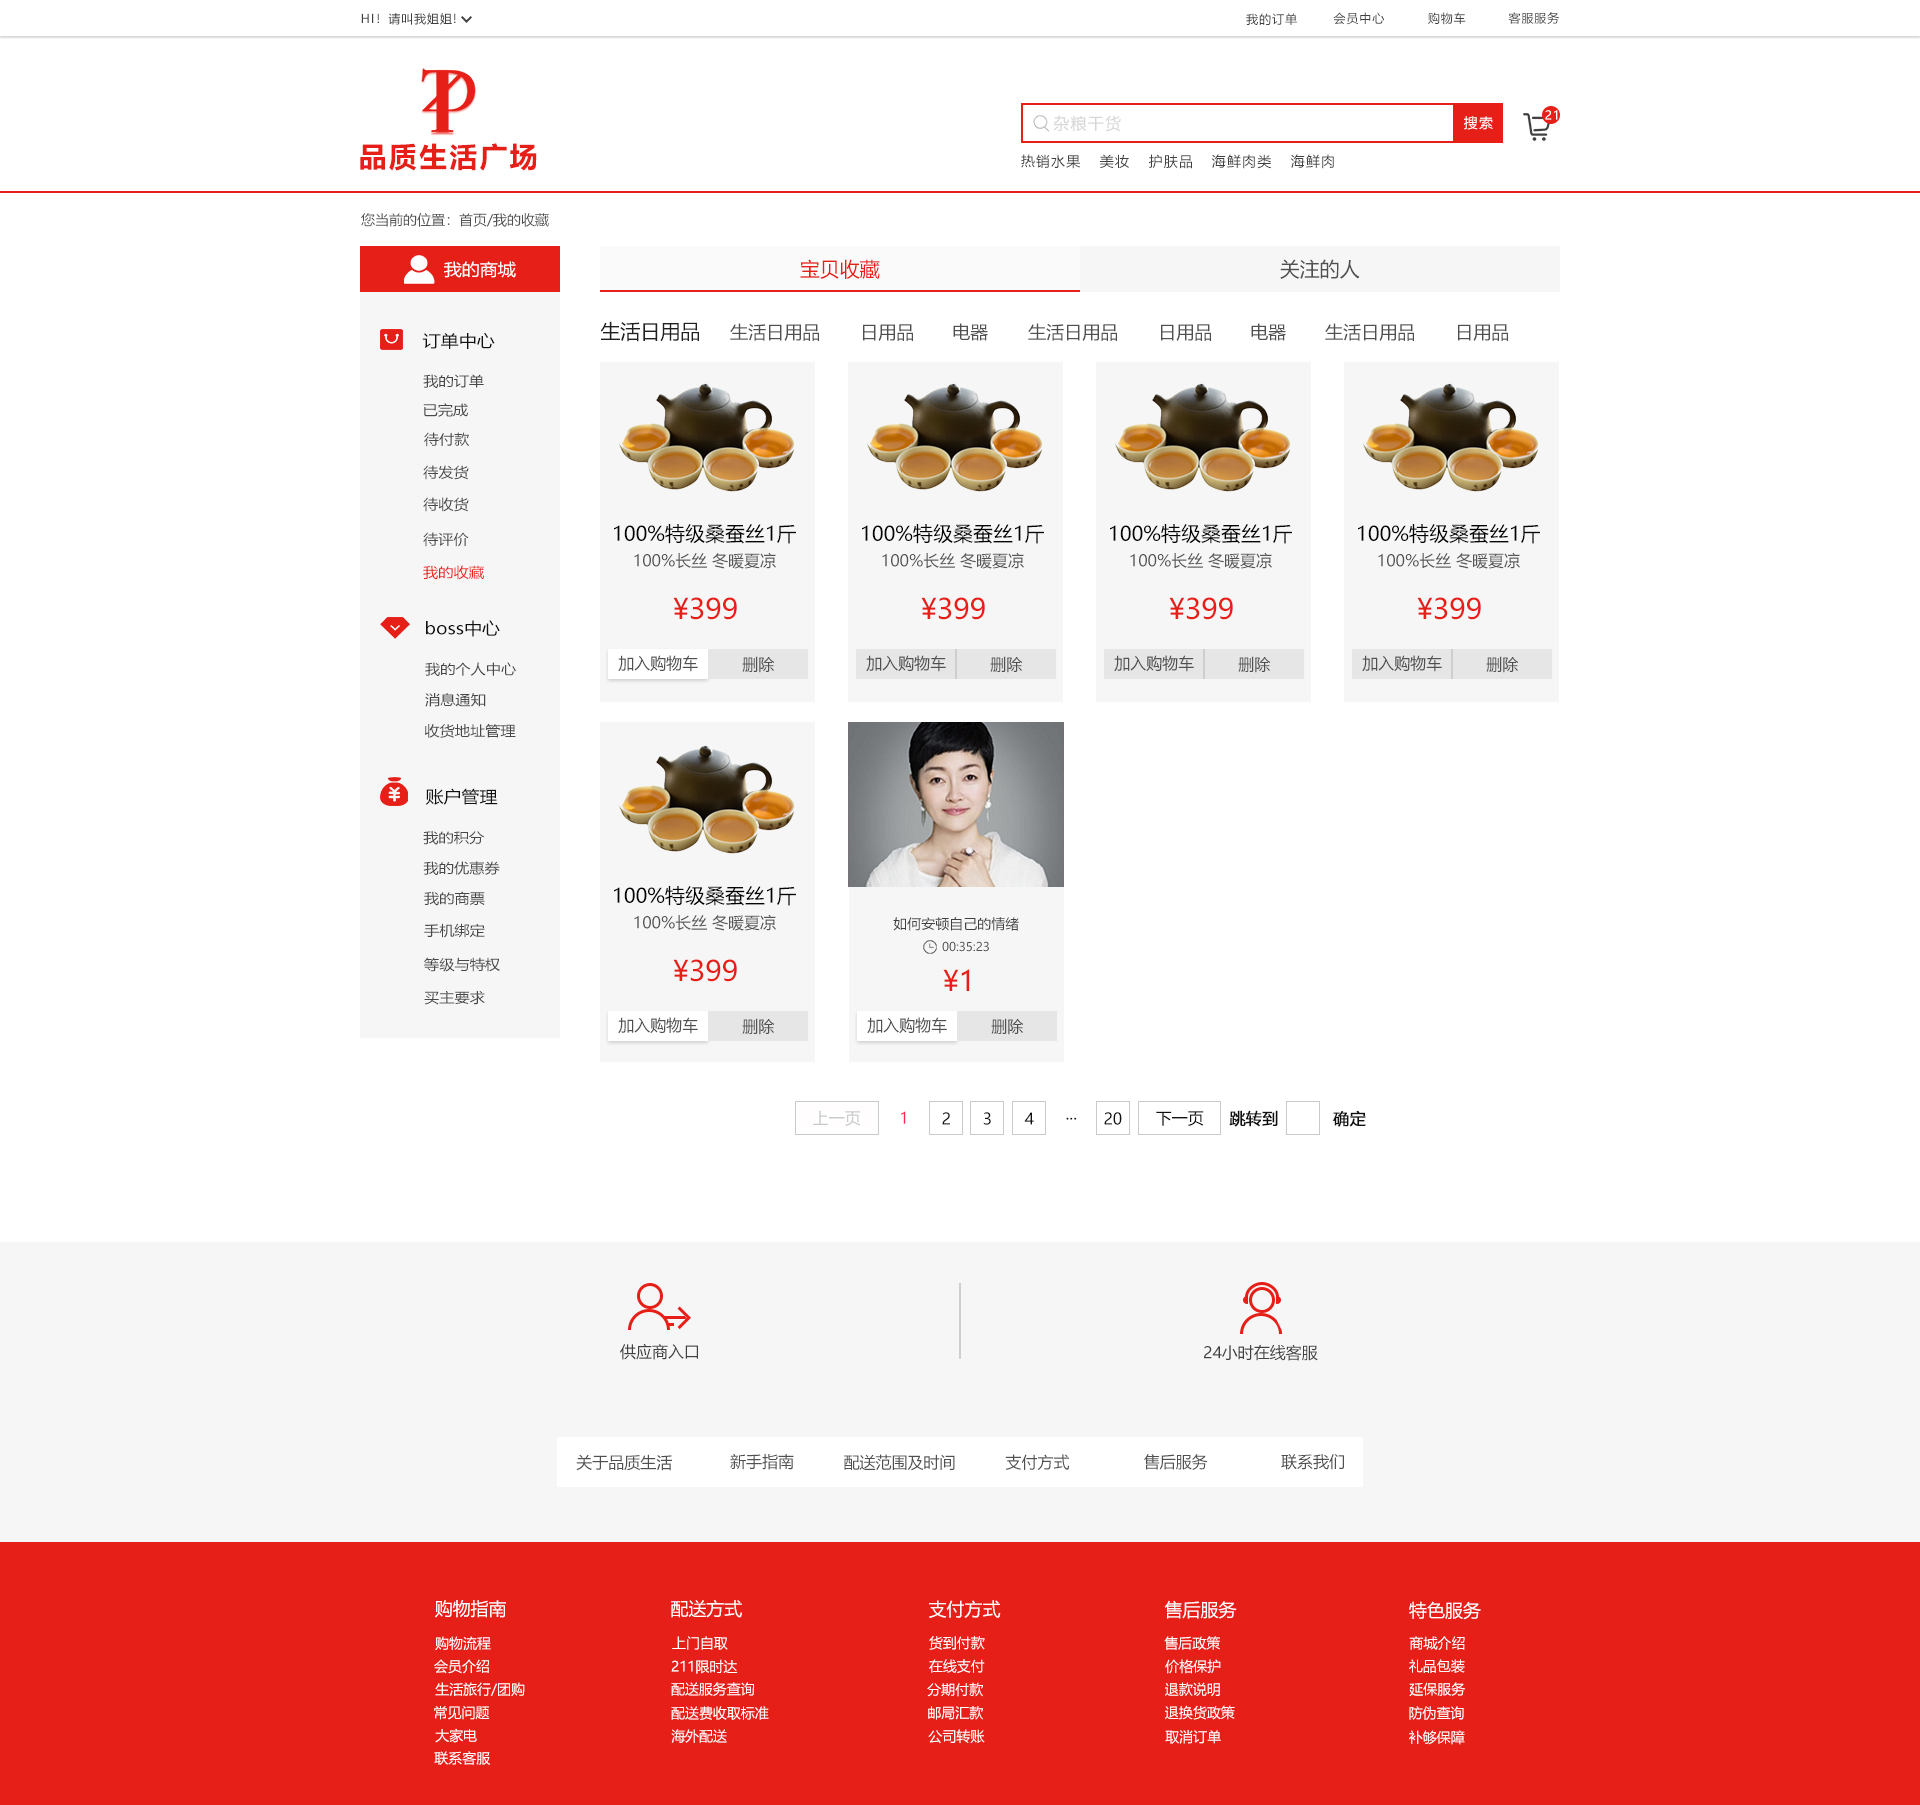 HI！请叫我姐姐!
我的订单 会员中心 购物车 客服服务
品质生活广场
杂粮干货 搜索 21
热销水果 美妆 护肤品 海鲜肉类 海鲜肉
您当前的位置：首页/我的收藏
我的商城
订单中心
我的订单
已完成
待付款
待发货
待收货
待评价
我的收藏
boss中心
我的个人中心
消息通知
收货地址管理
账户管理
我的积分
我的优惠券
我的商票
手机绑定
等级与特权
买主要求
宝贝收藏 关注的人
生活日用品 生活日用品 日用品 电器 生活日用品 日用品 电器 生活日用品 日用品
100%特级桑蚕丝1斤 100%特级桑蚕丝1斤 100%特级桑蚕丝1斤 100%特级桑蚕丝1斤
100%长丝 冬暖夏凉 100%长丝 冬暖夏凉 100%长丝 冬暖夏凉 100%长丝 冬暖夏凉
¥399 ¥399 ¥399 ¥399
加入购物车 删除 加入购物车 删除 加入购物车 删除 加入购物车 删除
100%特级桑蚕丝1斤
100%长丝 冬暖夏凉
¥399
加入购物车 删除
如何安顿自己的情绪
00:35:23
¥1
加入购物车 删除
上一页 1 2 3 4 ··· 20 下一页 跳转到 确定
供应商入口 24小时在线客服
关于品质生活 新手指南 配送范围及时间 支付方式 售后服务 联系我们
购物指南
购物流程
会员介绍
生活旅行/团购
常见问题
大家电
联系客服
配送方式
上门自取
211限时达
配送服务查询
配送费收取标准
海外配送
支付方式
货到付款
在线支付
分期付款
邮局汇款
公司转账
售后服务
售后政策
价格保护
退款说明
退换货政策
取消订单
特色服务
商城介绍
礼品包装
延保服务
防伪查询
补够保障